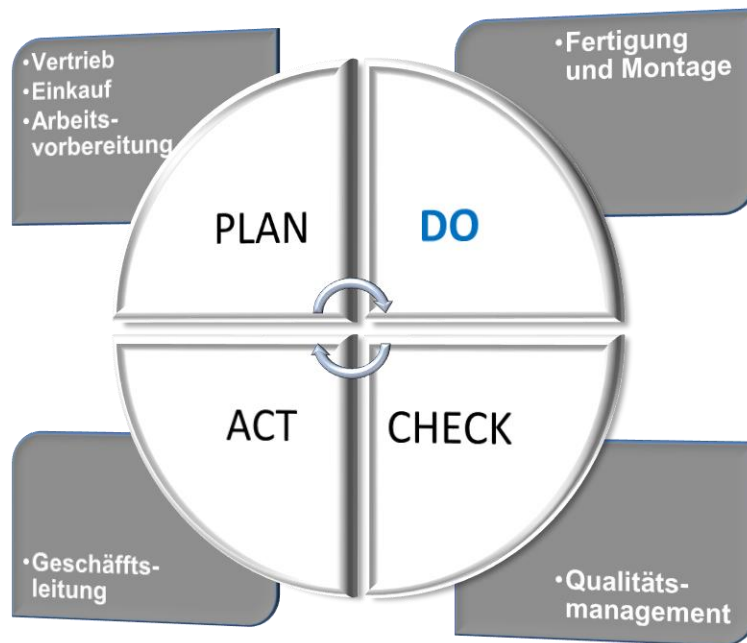 •Vertrieb
•Einkauf
•Arbeits-
vorbereitung
•Fertigung
und Montage
PLAN
DO
ACT
CHECK
•Geschäffts-
leitung
•Qualitäts-
management